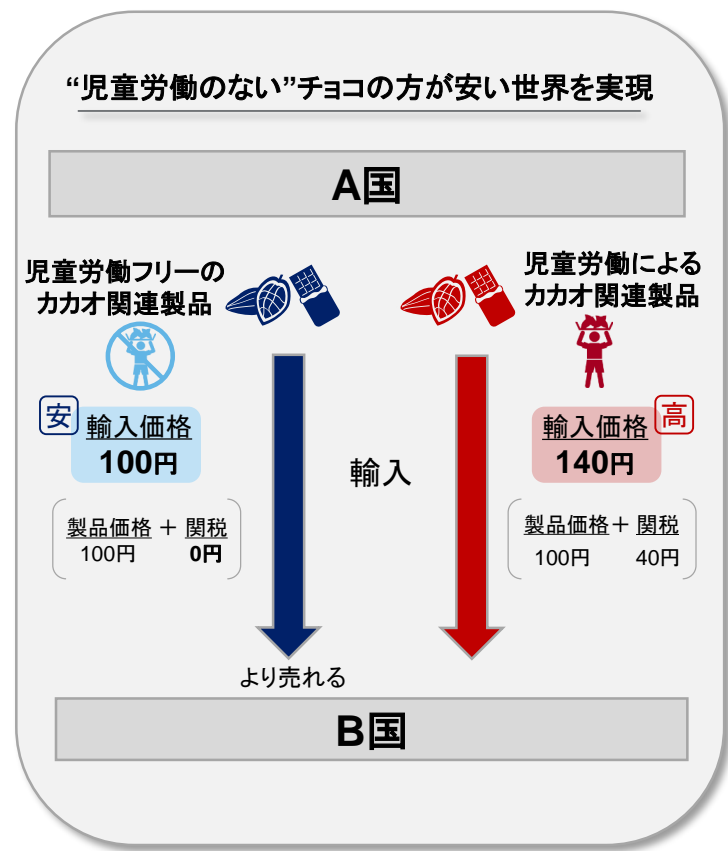 “児童労働のない”チョコの方が安い世界を実現
A国
児童労働フリーの
カカオ関連製品
児童労働による
カカオ関連製品
安
輸入価格
100円
輸入
輸入価格
高
140円
製品価格 + 関税
100円 0円
製品価格+ 関税
100円 40円
より売れる
B国